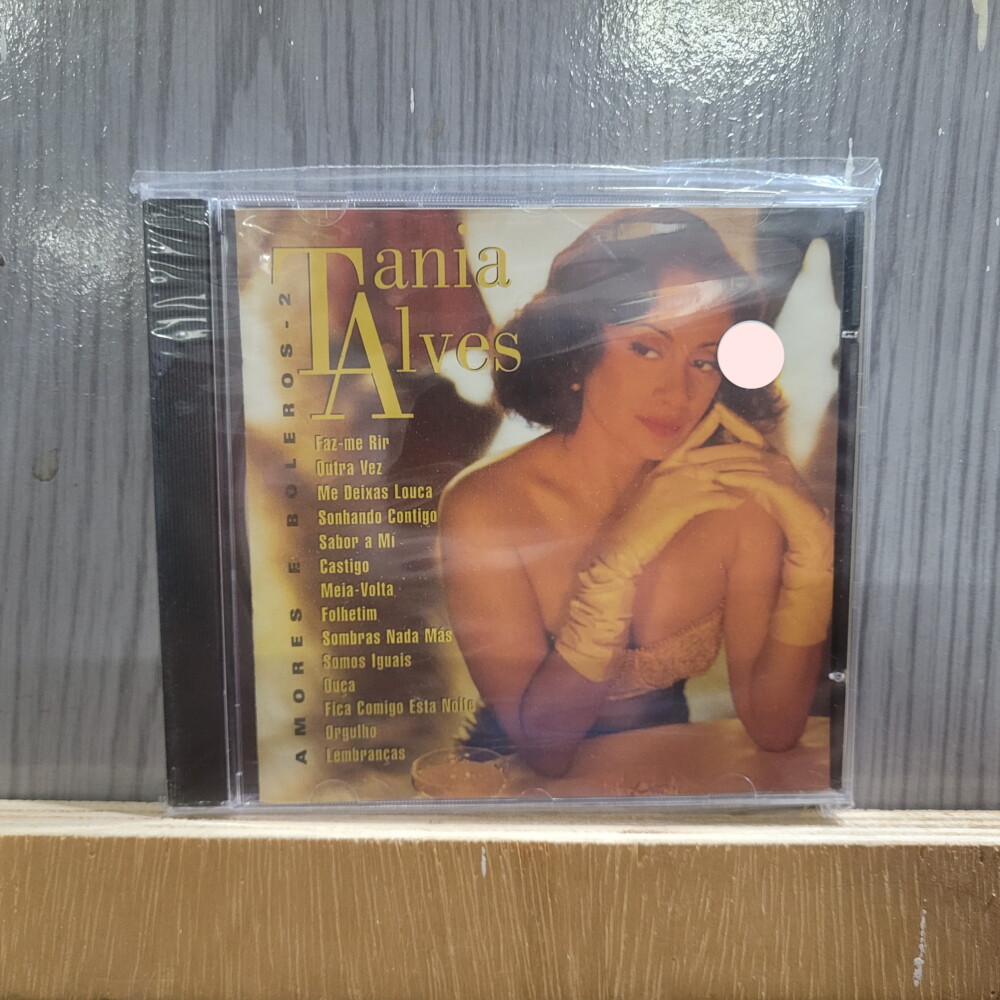 Tania
Alves
AMORES E BOLEROS - 2
Faz-me Rir
Outra Vez
Me Deixas Louca
Sonhando Contigo
Sabor a Mí
Castigo
Meia-Volta
Folhetim
Sombras Nada Más
Somos Iguais
Ouça
Fica Comigo Esta Noite
Orgulho
Lembranças